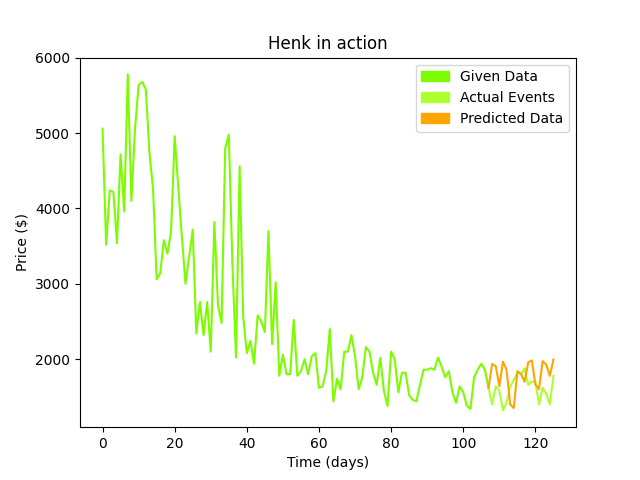 Henk in action
Given Data
Actual Events
Predicted Data
6000
5000
4000
3000
2000
Price ($)
0 20 40 60 80 100 120
Time (days)